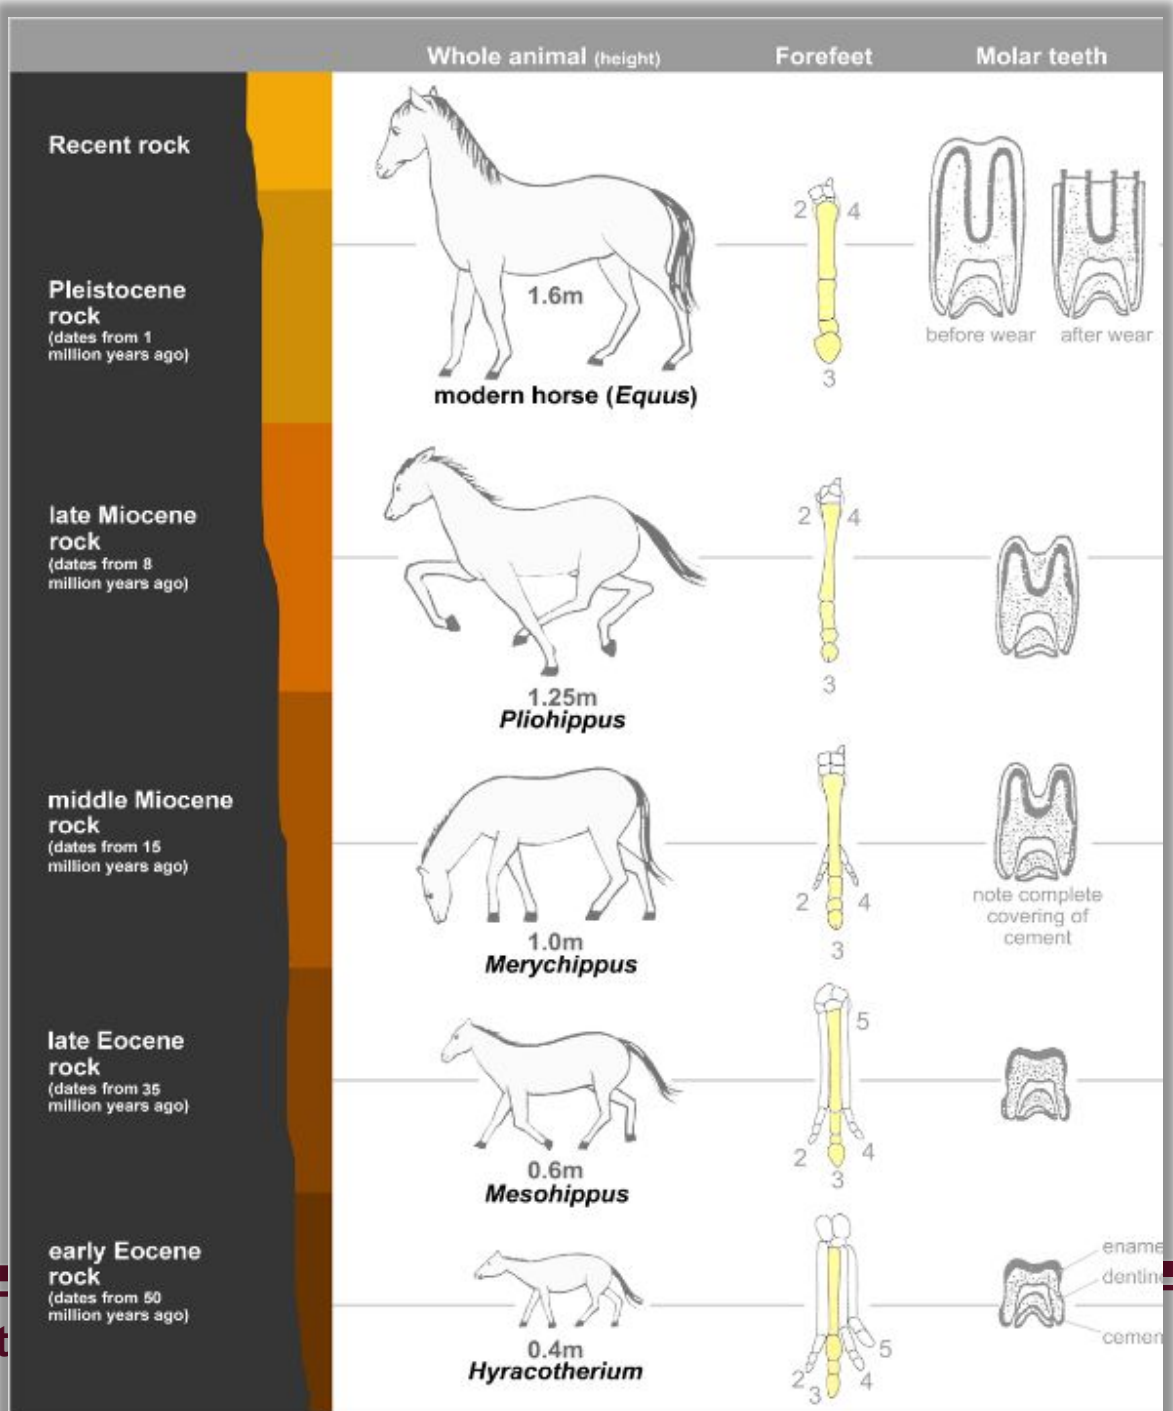 Whole animal (height)
Forefeet
Molar teeth
Recent rock
2 4
Pleistocene
rock
(dates from 1
million years ago)
1.6m
before wear
after wear
3
modern horse (Equus)
late Miocene
rock
(dates from 8
million years ago)
2 4
3
1.25m
Pliohippus
middle Miocene
rock
(dates from 15
million years ago)
2 4
3
note complete
covering of
cement
1.0m
Merychippus
late Eocene
rock
(dates from 35
million years ago)
5
2 4
3
0.6m
Mesohippus
early Eocene
rock
(dates from 50
million years ago)
ename
dentine
cemen
0.4m
Hyracotherium
5
2 4
3
t